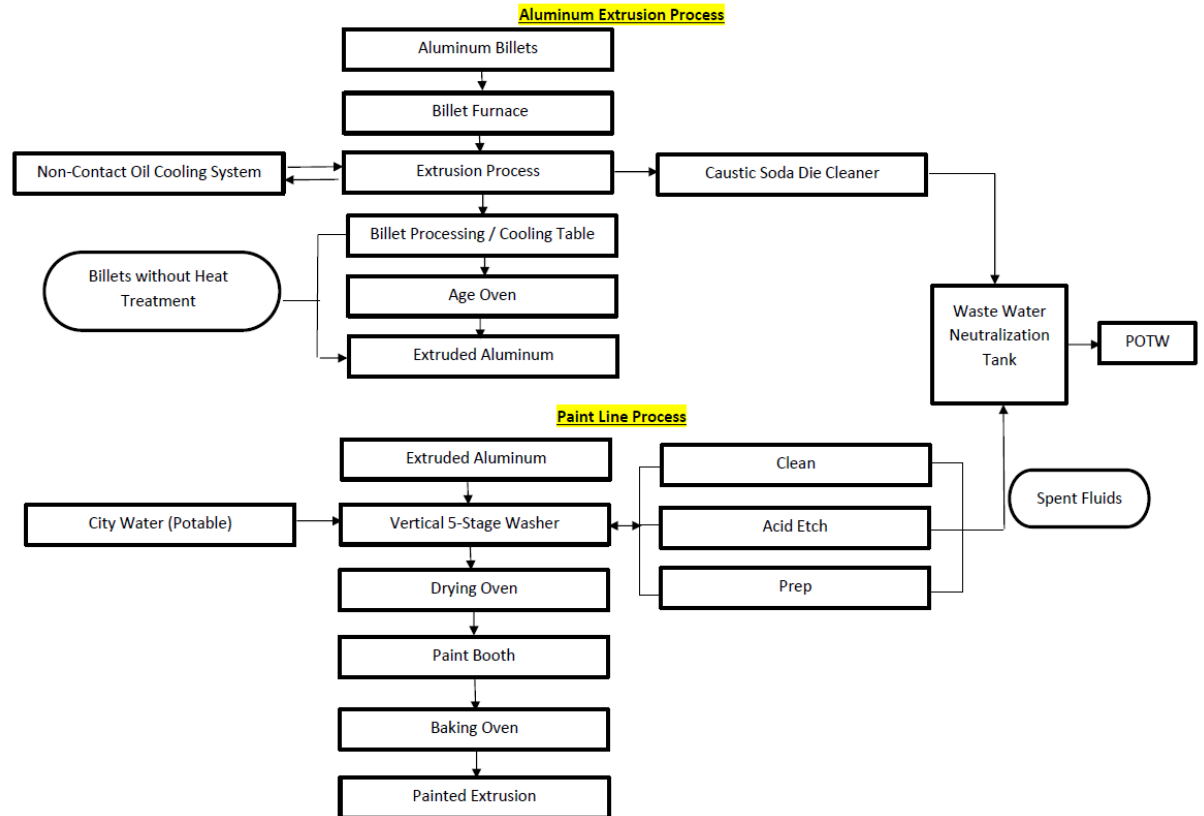 Aluminum Extrusion Process
Aluminum Billets
Billet Furnace
Non-Contact Oil Cooling System
Extrusion Process
Caustic Soda Die Cleaner
Billet Processing / Cooling Table
Billets without Heat
Treatment
Age Oven
Extruded Aluminum
Waste Water
Neutralization
Tank
POTW
Paint Line Process
Extruded Aluminum
Clean
City Water (Potable)
Vertical 5-Stage Washer
Acid Etch
Spent Fluids
Drying Oven
Prep
Paint Booth
Baking Oven
Painted Extrusion